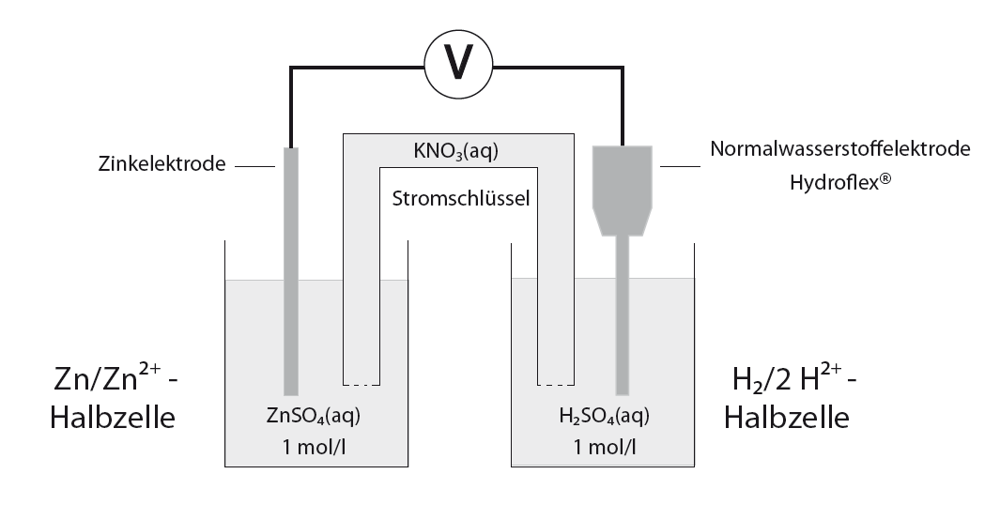 V
KNO₃(aq)
Zinkelektrode
Normalwasserstoffelektrode
Hydroflex®
Stromschlüssel
Zn/Zn²⁺ -
Halbzelle
H₂/2 H²⁺ -
Halbzelle
ZnSO₄(aq)
1 mol/l
H₂SO₄(aq)
1 mol/l